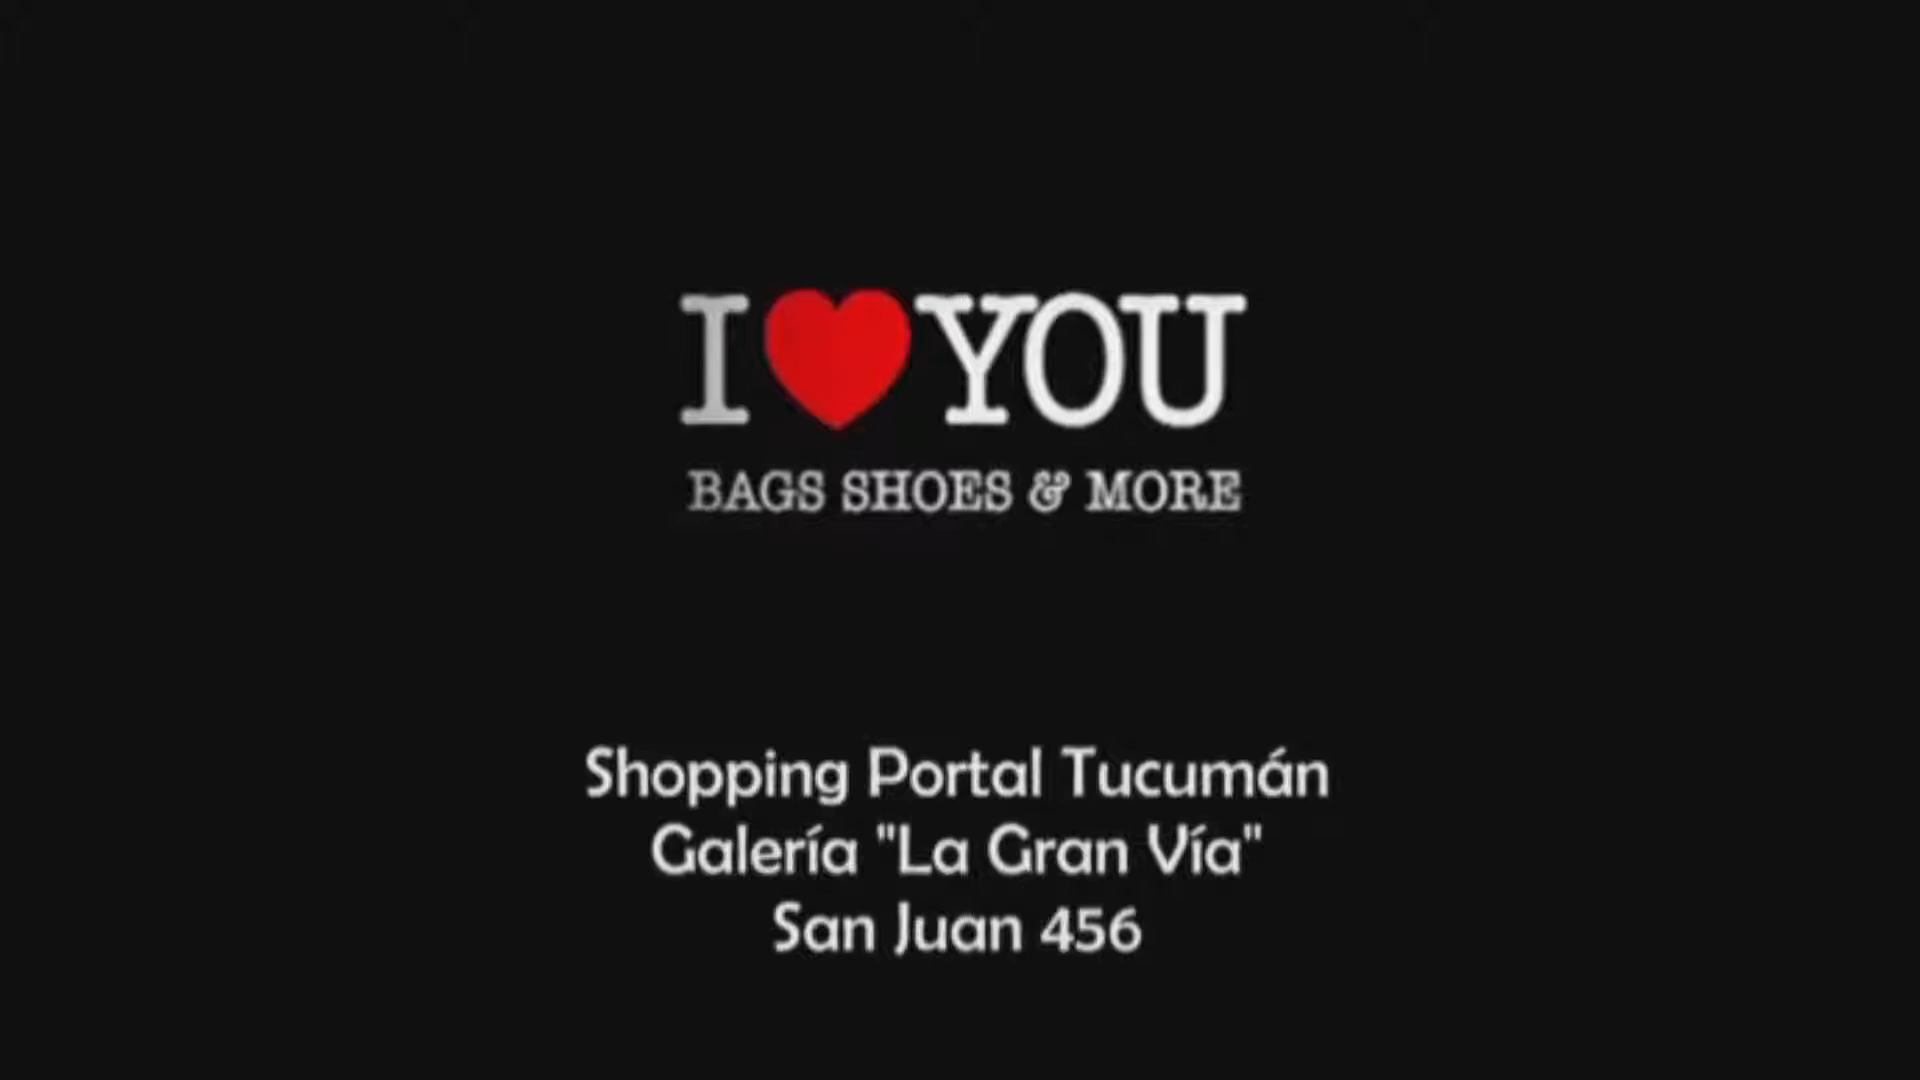 I ❤ YOU
BAGS SHOES & MORE
Shopping Portal Tucumán
Galería "La Gran Vía"
San Juan 456